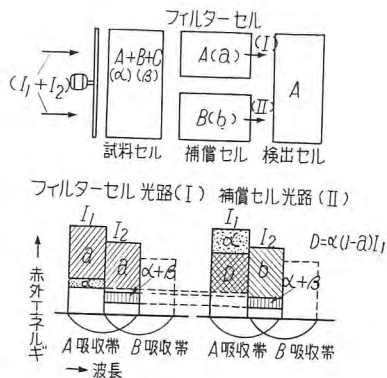 フィルターセル
(I₁+I₂)
A+B+C
(α) (β)
A(a)
(I)
B(b)
(II)
A
試料セル 補償セル 検出セル
フィルターセル光路(I) 補償セル光路(II)
I₁
I₂
a
a
α
α+β
I₁
I₂
α
D
b
α+β
D=α(1-a)I₁
赤外エネルギ
A吸収帯 B吸収帯
A吸収帯 B吸収帯
波長